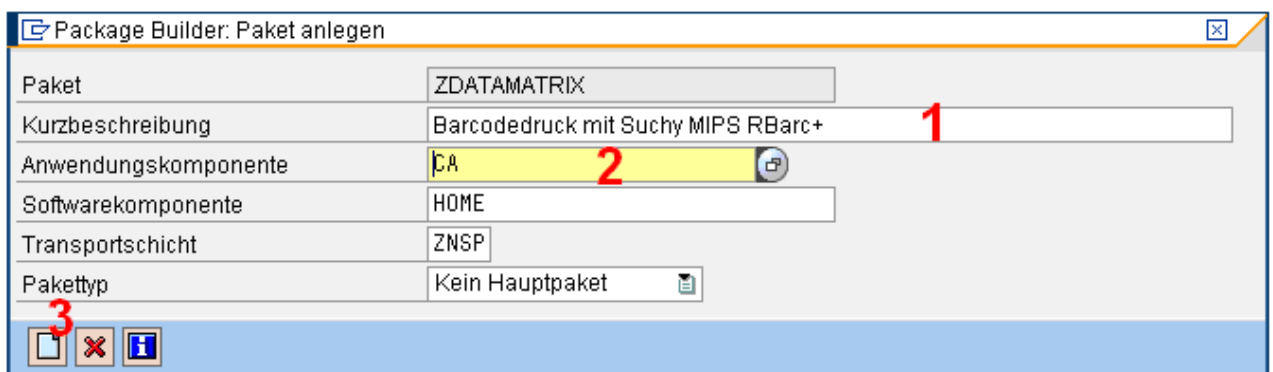 Package Builder: Paket anlegen
Paket ZDATAMATRIX
Kurzbeschreibung Barcodedruck mit Suchy MIPS RBarc+ 1
Anwendungskomponente CA 2
Softwarekomponente HOME
Transportschicht ZNSP
Pakettyp Kein Hauptpaket
3